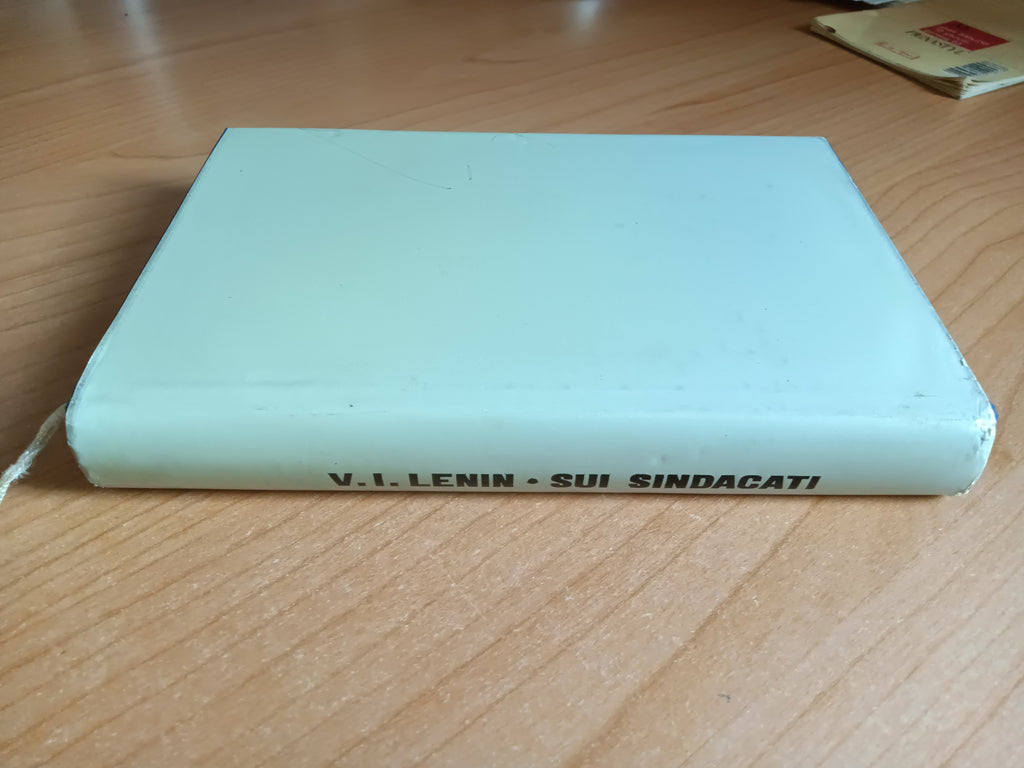 V. I. LENIN • SUI SINDACATI